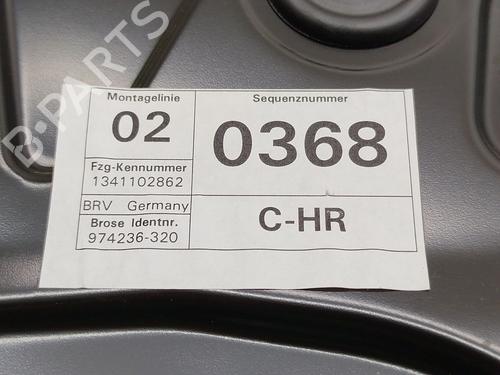 B-PARTS
Montagelinie
02
Sequenznummer
0368
Fzg-Kennummer
1341102862
BRV Germany
Brose Identnr.
974236-320
C-HR